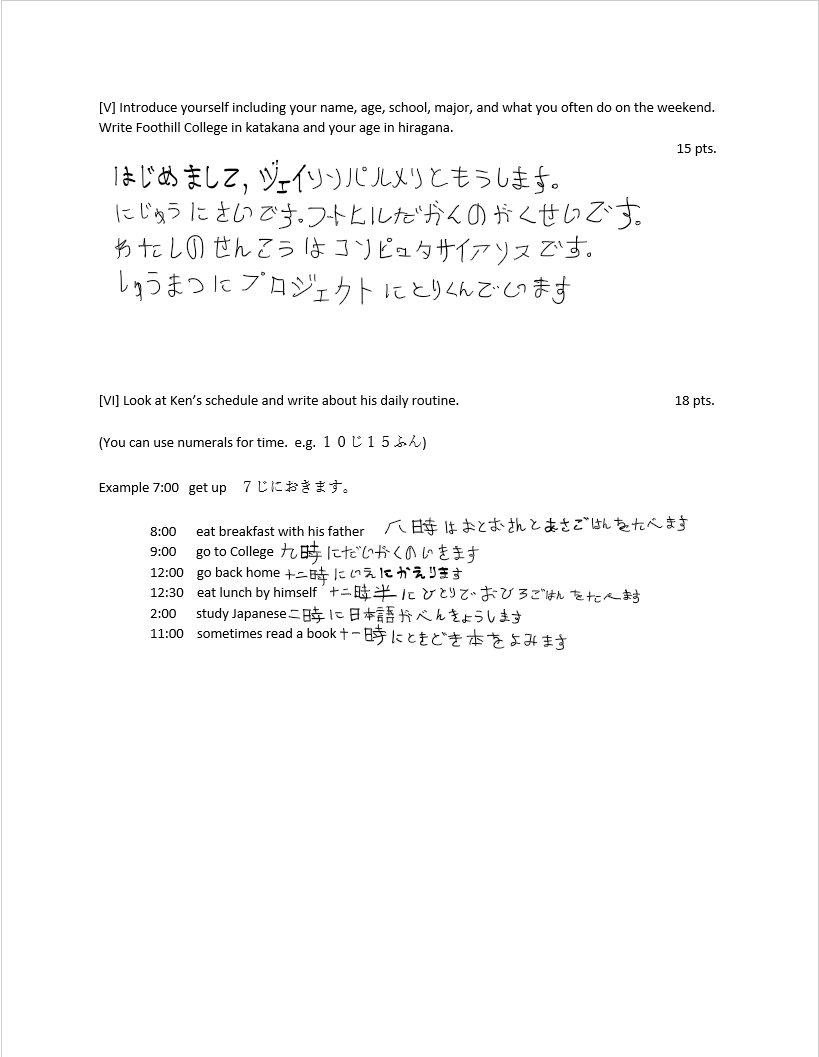 [V] Introduce yourself including your name, age, school, major, and what you often do on the weekend.
Write Foothill College in katakana and your age in hiragana.
15 pts.
はじめまして, ジェイソンパルメリともうします。
にじゅうにさいです。フートヒルだがくのがくせいです。
わたしのせんこうはコンピュタサイアンスです。
しゅうまつにプロジェクトにとりくんでいます
[VI] Look at Ken's schedule and write about his daily routine. 18 pts.
(You can use numerals for time. e.g. １０じ１５ふん)
Example 7:00 get up ７じにおきます。
8:00 eat breakfast with his father 八時はおとおさんとあさごはんをたべます
9:00 go to College 九時にだいがくのいきます
12:00 go back home 十二時にいえにかえります
12:30 eat lunch by himself 十二時半にひとりでおひろごはんをたべます
2:00 study Japanese 二時に日本語がべんきょうします
11:00 sometimes read a book 十一時にときどき本をよみます